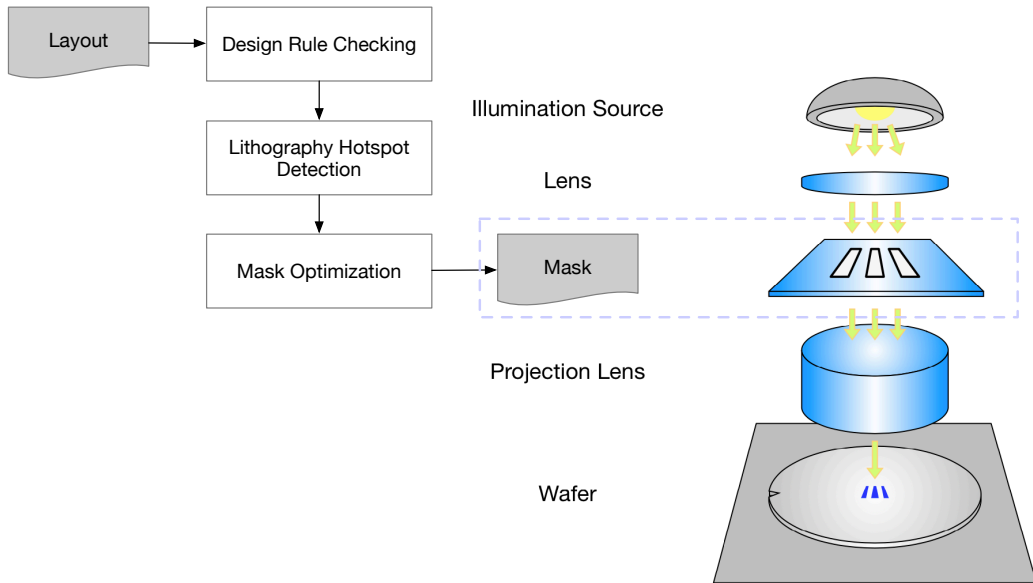 Layout
Design Rule Checking
Illumination Source
Lithography Hotspot
Detection
Lens
Mask Optimization
Mask
Projection Lens
Wafer